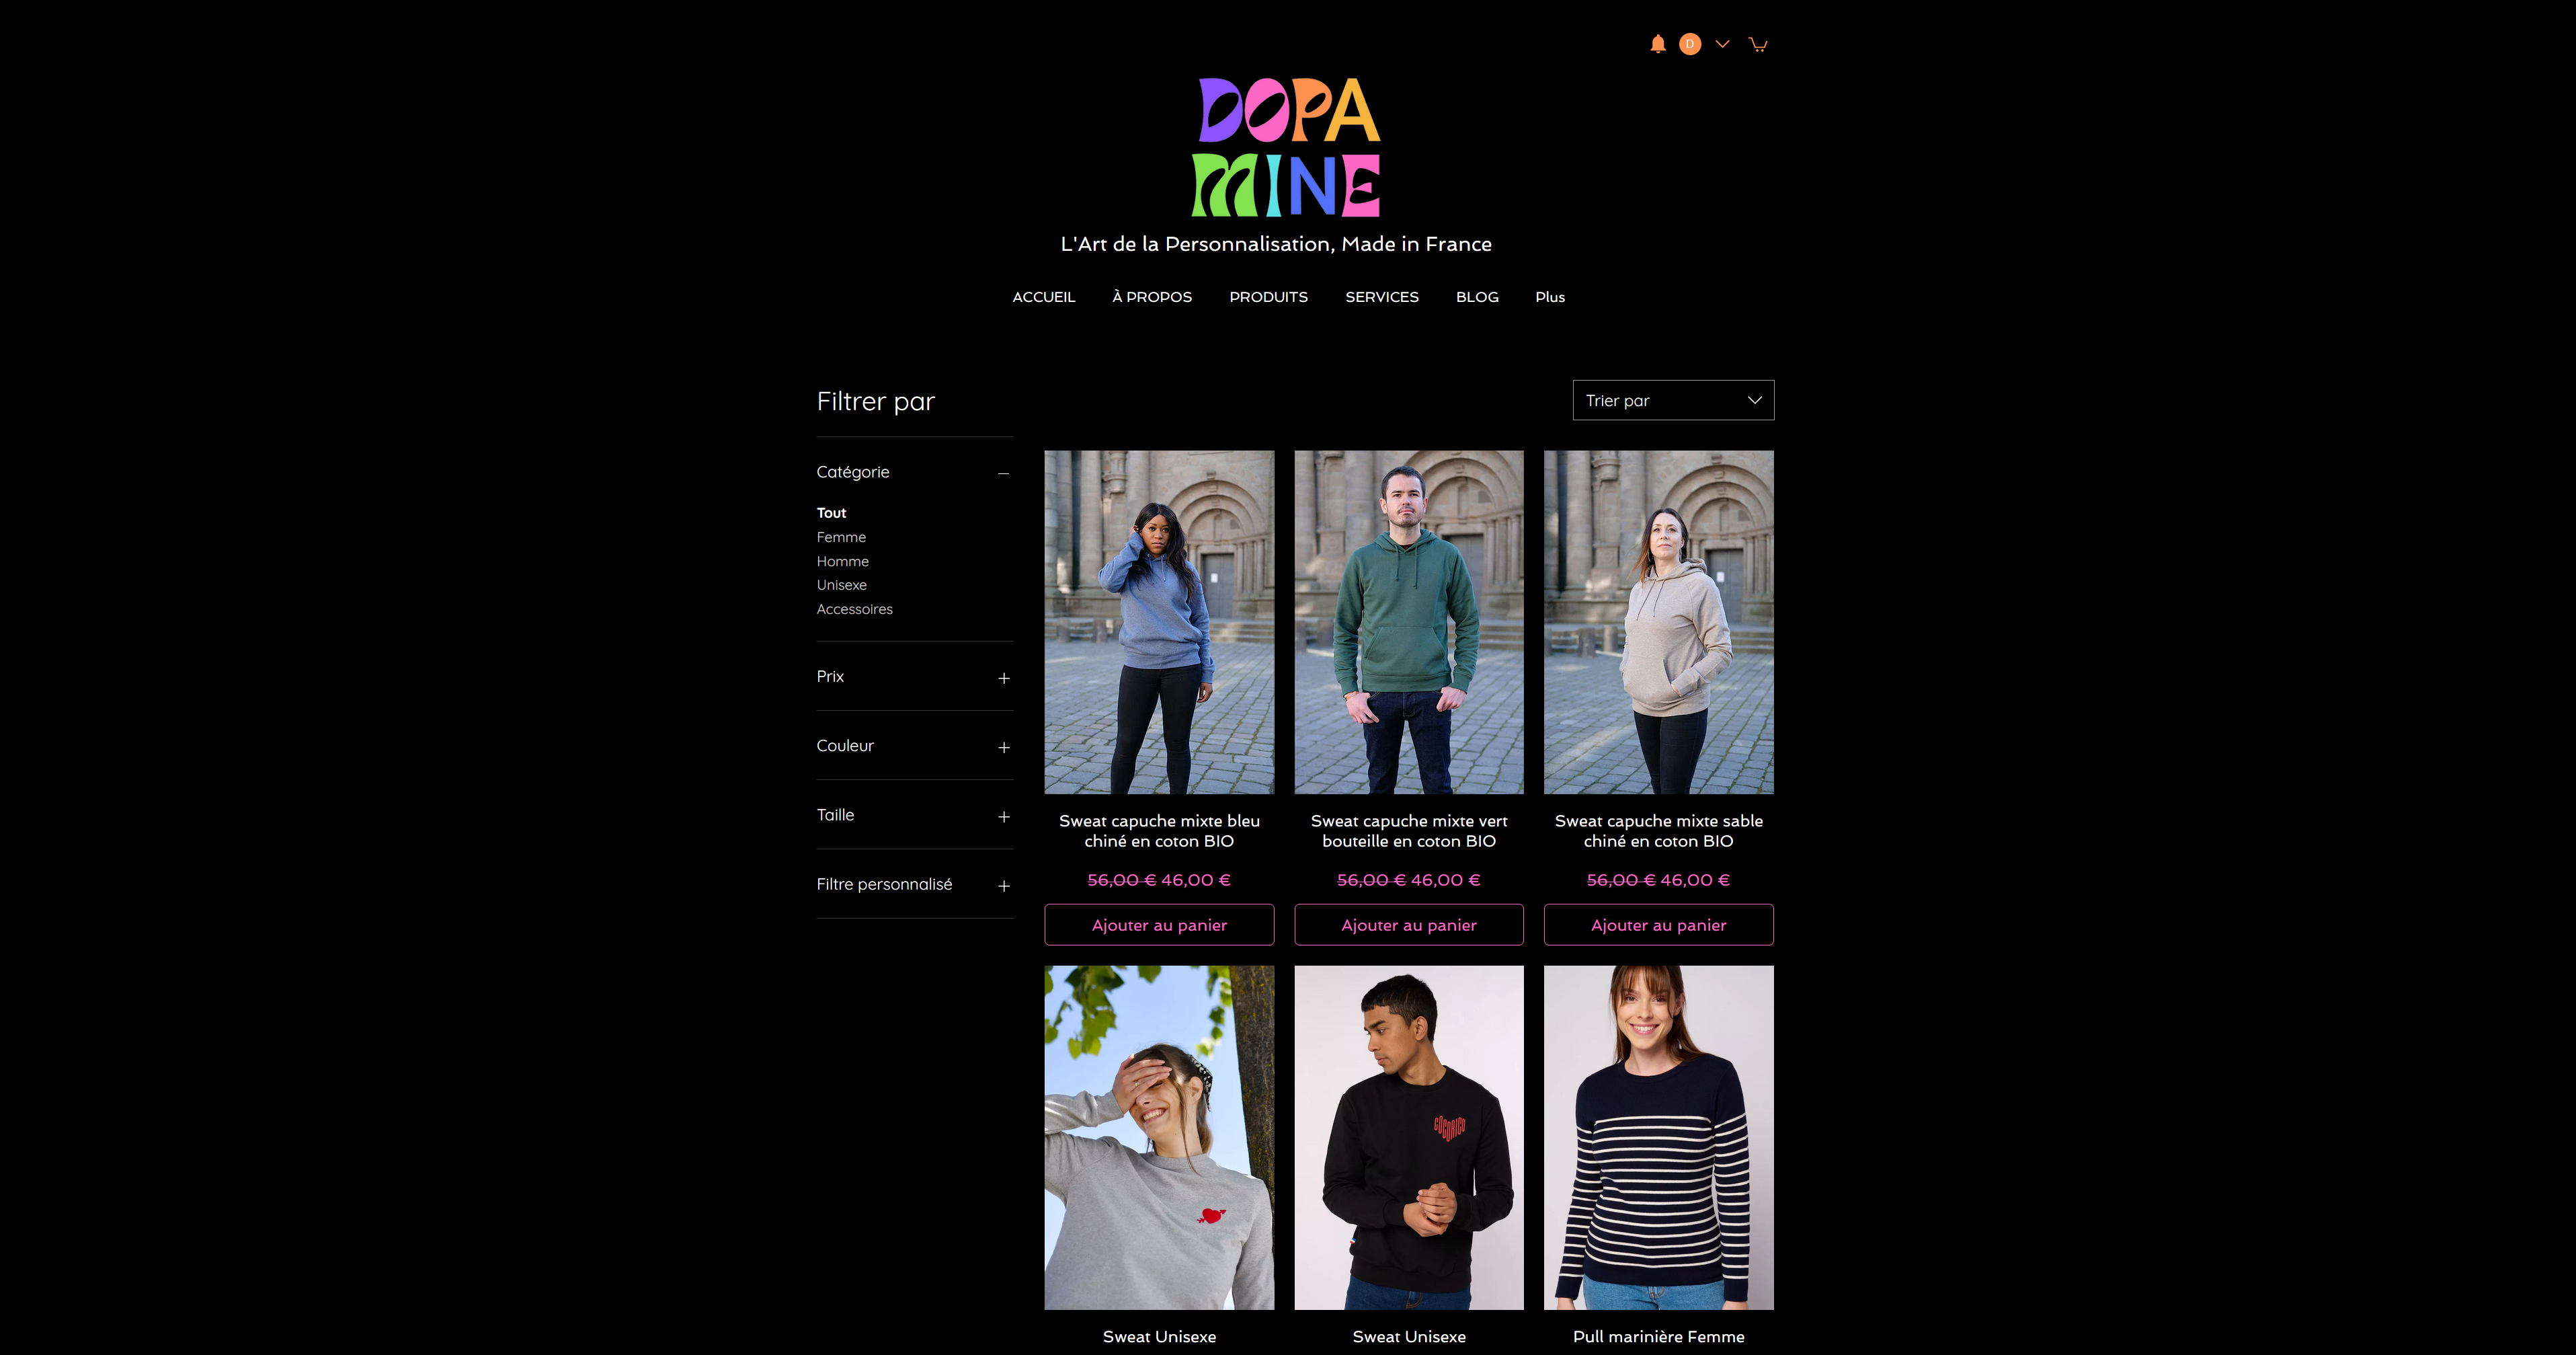 D
DOPA
MINE
L'Art de la Personnalisation, Made in France
ACCUEIL À PROPOS PRODUITS SERVICES BLOG Plus
Filtrer par
Trier par
Catégorie
Tout
Femme
Homme
Unisexe
Accessoires
Prix
Couleur
Taille
Filtre personnalisé
Sweat capuche mixte bleu
chiné en coton BIO
56,00 € 46,00 €
Ajouter au panier
Sweat capuche mixte vert
bouteille en coton BIO
56,00 € 46,00 €
Ajouter au panier
Sweat capuche mixte sable
chiné en coton BIO
56,00 € 46,00 €
Ajouter au panier
COCORICO
Sweat Unisexe
Sweat Unisexe
Pull marinière Femme